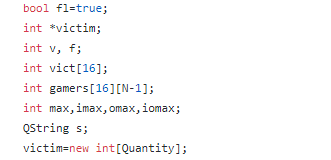 bool fl=true;
int *victim;
int v, f;
int vict[16];
int gamers[16][N-1];
int max,imax,omax,iomax;
QString s;
victim=new int[Quantity];